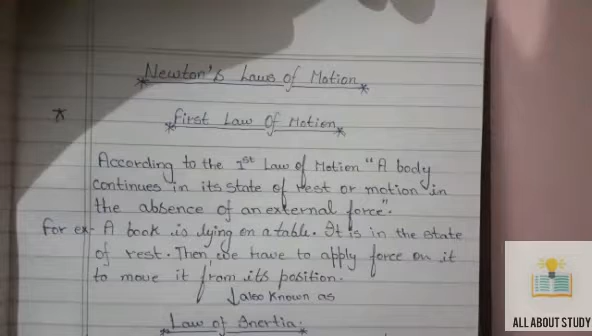 *Newton's Laws of Motion*
*
*First Law Of Motion*
According to the 1st Law of Motion "A body
continues in its state of rest or motion in
the absence of an external force".
for ex- A book is lying on a table. It is in the state
of rest. Then, we have to apply force on it
to move it from its position.
↓ also known as
*Law of Inertia.*
ALL ABOUT STUDY